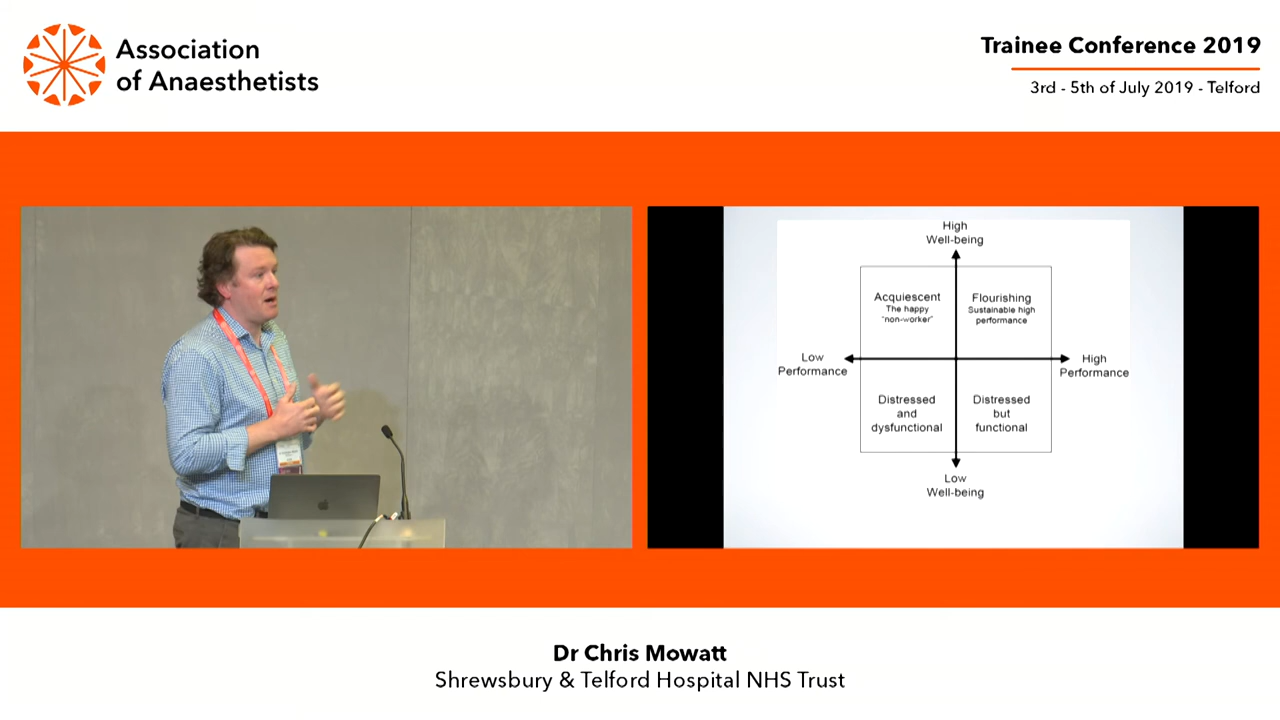 Association
of Anaesthetists
Trainee Conference 2019
3rd - 5th of July 2019 - Telford
High
Well-being
Acquiescent
The happy
"non-worker"
Flourishing
Sustainable high
performance
Low
Performance
High
Performance
Distressed
and
dysfunctional
Distressed
but
functional
Low
Well-being
Dr Chris Mowatt
Shrewsbury & Telford Hospital NHS Trust